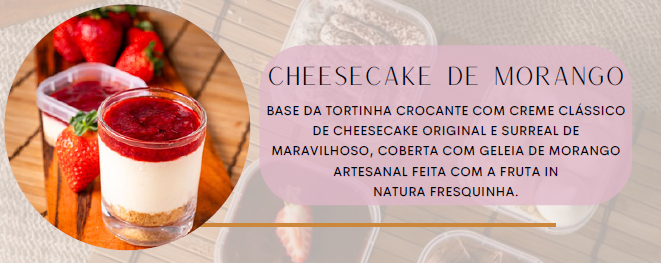 CHEESECAKE DE MORANGO
BASE DA TORTINHA CROCANTE COM CREME CLÁSSICO
DE CHEESECAKE ORIGINAL E SURREAL DE
MARAVILHOSO, COBERTA COM GELEIA DE MORANGO
ARTESANAL FEITA COM A FRUTA IN
NATURA FRESQUINHA.